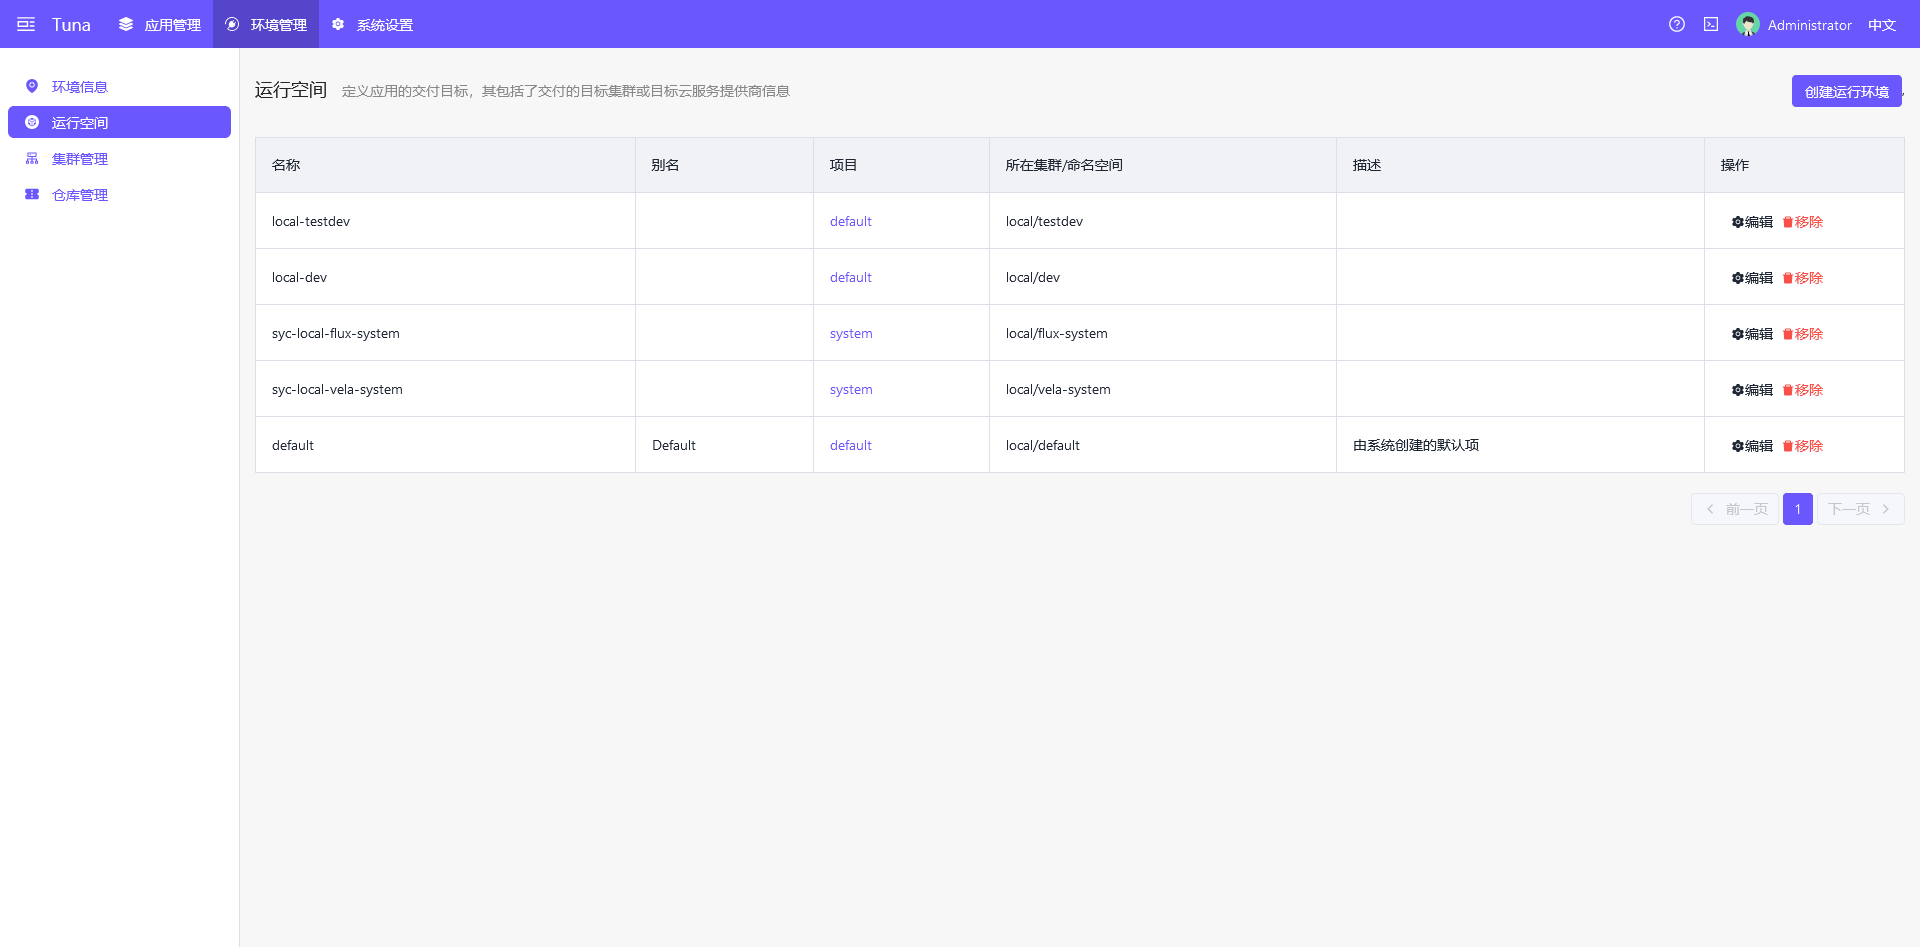 Tuna 应用管理 环境管理 系统设置 Administrator 中文
环境信息
运行空间
集群管理
仓库管理
运行空间 定义应用的交付目标，其包括了交付的目标集群或目标云服务提供商信息 创建运行环境
名称 别名 项目 所在集群/命名空间 描述 操作
local-testdev default local/testdev 编辑 移除
local-dev default local/dev 编辑 移除
syc-local-flux-system system local/flux-system 编辑 移除
syc-local-vela-system system local/vela-system 编辑 移除
default Default default local/default 由系统创建的默认项 编辑 移除
前一页 1 下一页